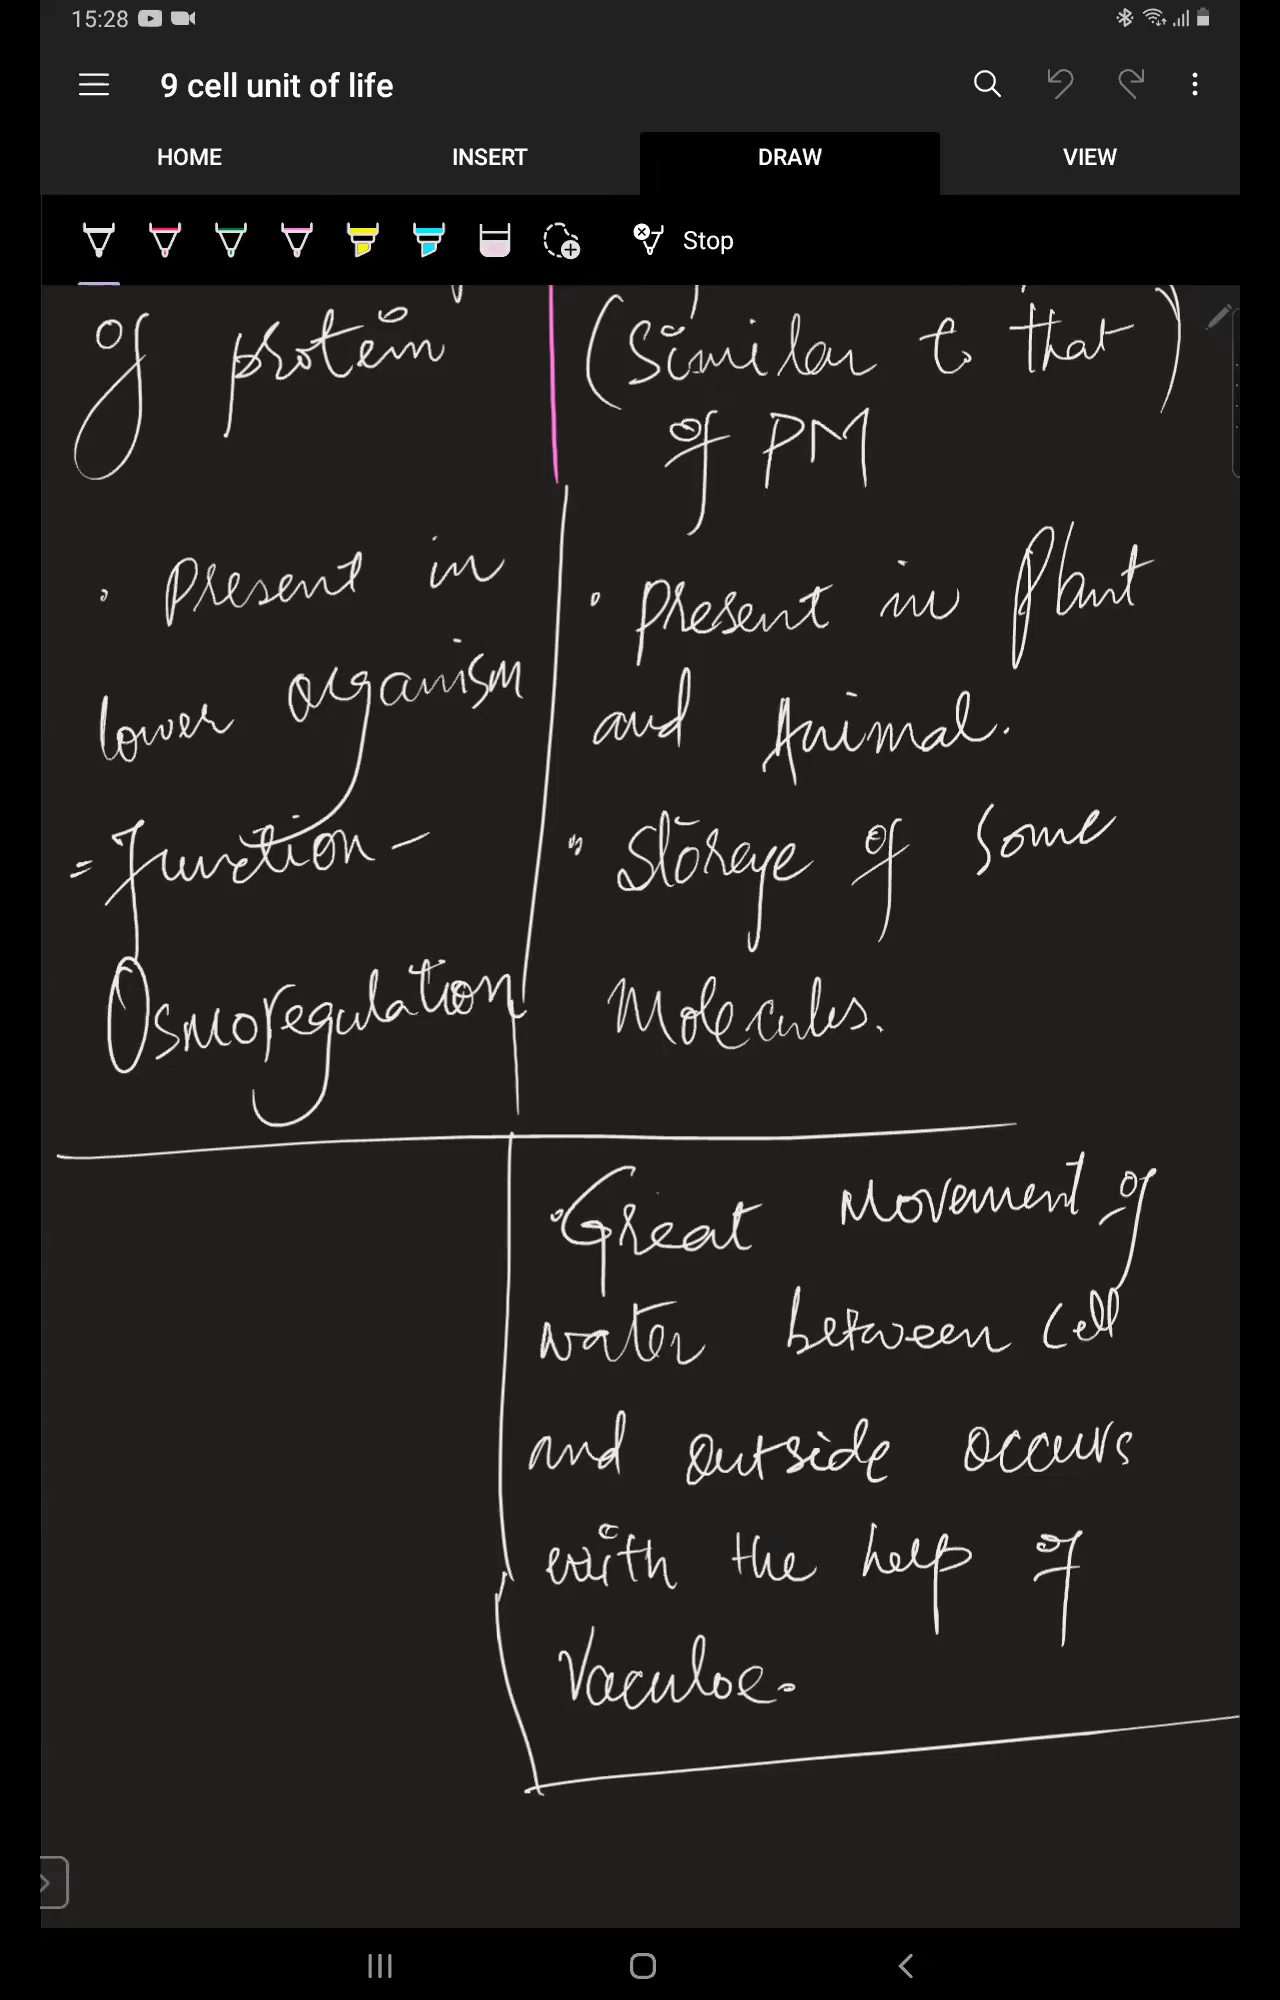 15:28
9 cell unit of life
HOME INSERT DRAW VIEW
Stop
of protein
(Similar to that)
of PM
• Present in
lower organism
= Function -
Osmoregulation
• Present in Plant
and Animal.
" Storage of some
Molecules.
• Great Movement of
water between cell
and outside occurs
with the help of
Vaculoe.